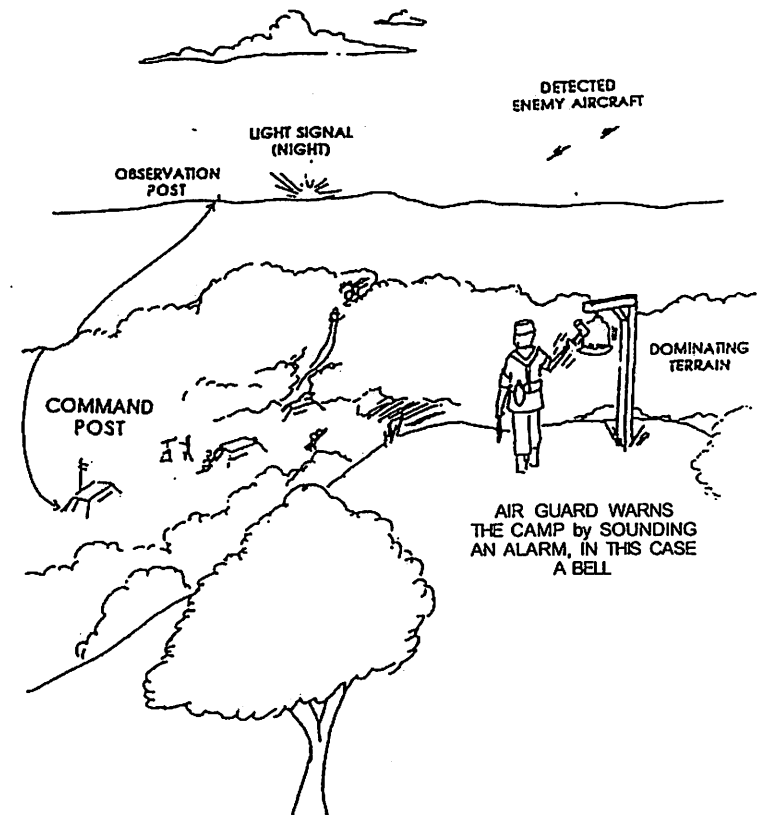 DETECTED
ENEMY AIRCRAFT
LIGHT SIGNAL
(NIGHT)
OBSERVATION
POST
DOMINATING
TERRAIN
COMMAND
POST
AIR GUARD WARNS
THE CAMP by SOUNDING
AN ALARM, IN THIS CASE
A BELL